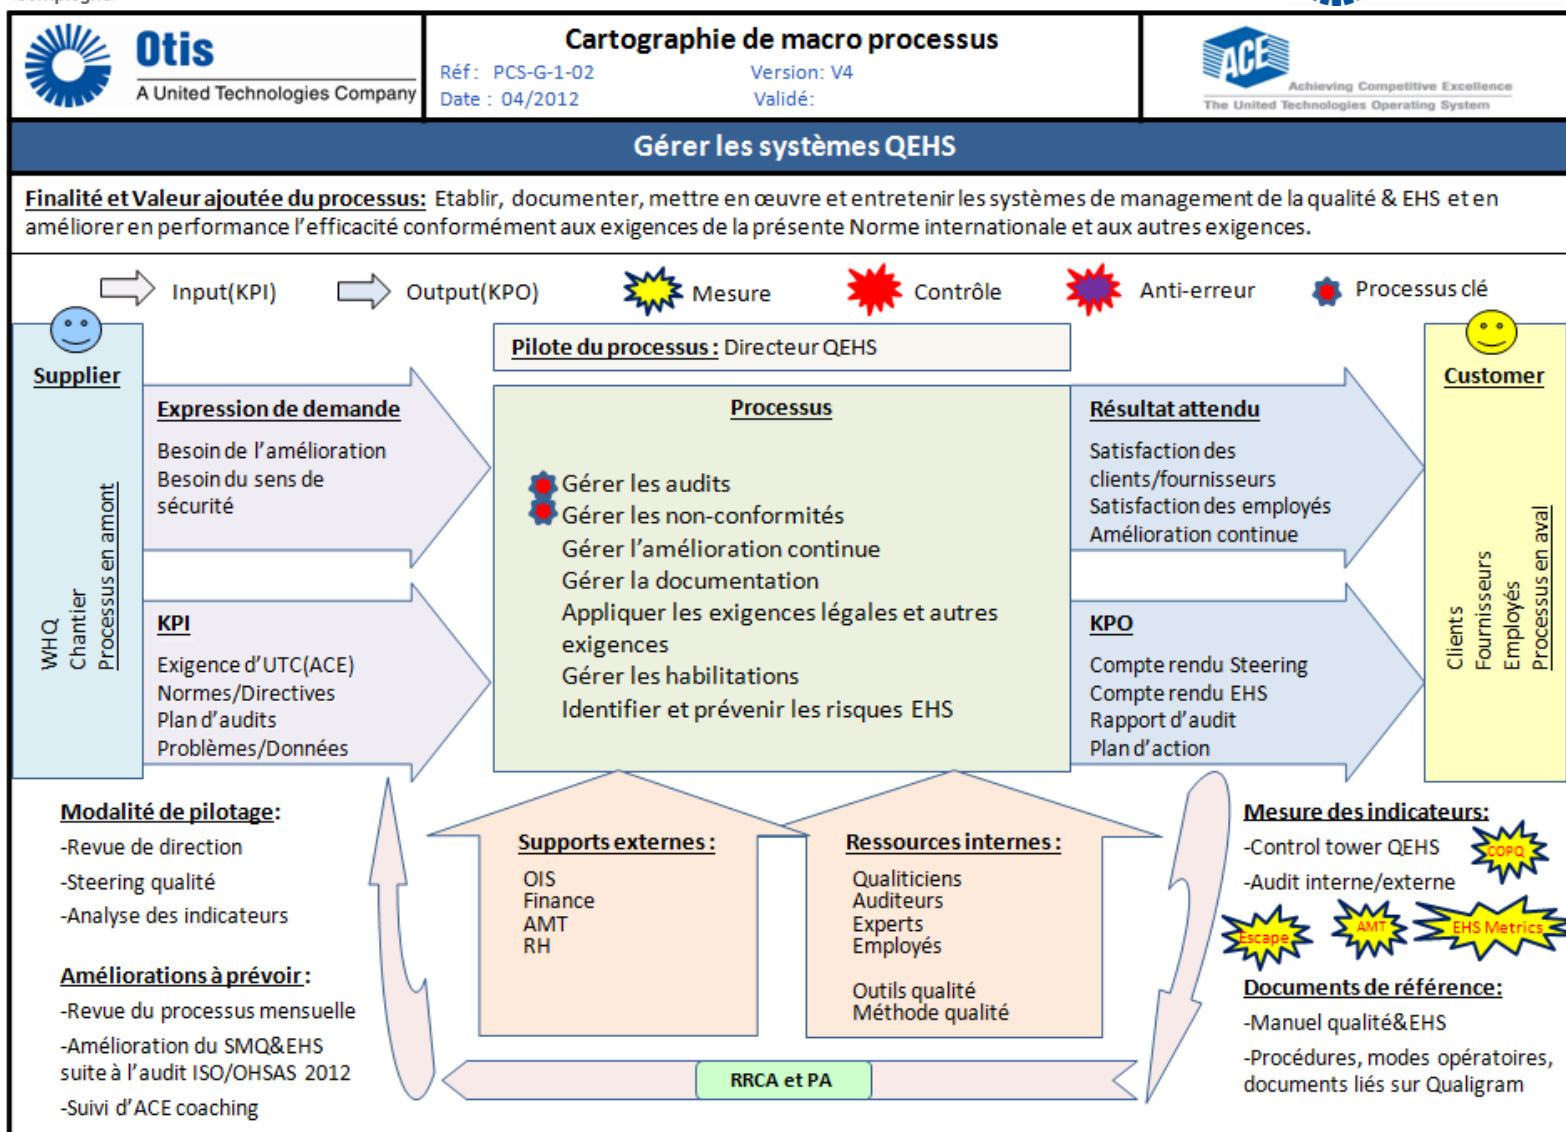 Otis
A United Technologies Company
Cartographie de macro processus
Réf : PCS-G-1-02 Version: V4
Date : 04/2012 Validé:
ACE
Achieving Competitive Excellence
The United Technologies Operating System
Gérer les systèmes QEHS
Finalité et Valeur ajoutée du processus: Etablir, documenter, mettre en œuvre et entretenir les systèmes de management de la qualité & EHS et en
améliorer en performance l'efficacité conformément aux exigences de la présente Norme internationale et aux autres exigences.
Input(KPI)
Output(KPO)
Mesure
Contrôle
Anti-erreur
Processus clé
Supplier
WHQ
Chantier
Processus en amont
Expression de demande
Besoin de l'amélioration
Besoin du sens de
sécurité
KPI
Exigence d'UTC(ACE)
Normes/Directives
Plan d'audits
Problèmes/Données
Pilote du processus : Directeur QEHS
Processus
Gérer les audits
Gérer les non-conformités
Gérer l'amélioration continue
Gérer la documentation
Appliquer les exigences légales et autres
exigences
Gérer les habilitations
Identifier et prévenir les risques EHS
Résultat attendu
Satisfaction des
clients/fournisseurs
Satisfaction des employés
Amélioration continue
KPO
Compte rendu Steering
Compte rendu EHS
Rapport d'audit
Plan d'action
Customer
Clients
Fournisseurs
Employés
Processus en aval
Modalité de pilotage:
-Revue de direction
-Steering qualité
-Analyse des indicateurs
Améliorations à prévoir :
-Revue du processus mensuelle
-Amélioration du SMQ&EHS
suite à l'audit ISO/OHSAS 2012
-Suivi d'ACE coaching
Supports externes :
OIS
Finance
AMT
RH
Ressources internes :
Qualiticiens
Auditeurs
Experts
Employés
Outils qualité
Méthode qualité
RRCA et PA
Mesure des indicateurs:
-Control tower QEHS
COPQ
-Audit interne/externe
Escape
AMT
EHS Metrics
Documents de référence:
-Manuel qualité&EHS
-Procédures, modes opératoires,
documents liés sur Qualigram